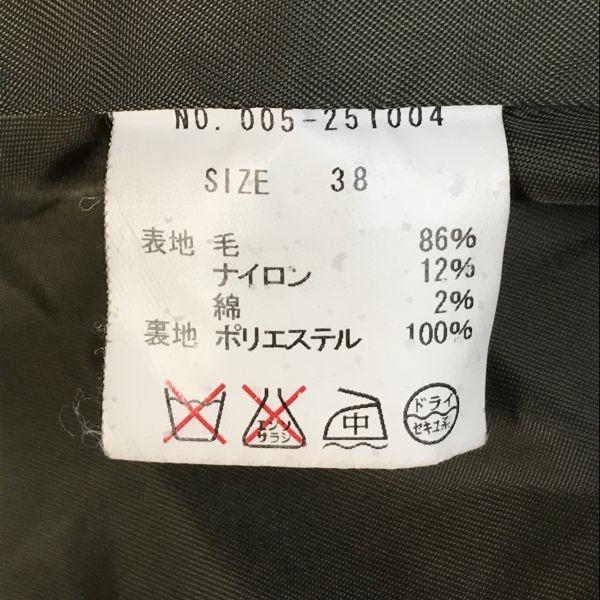 NO. 005-251004
SIZE 38
表地 毛 86%
ナイロン 12%
綿 2%
裏地 ポリエステル 100%
エンソ
サラシ
中
ドライ
セキユ系